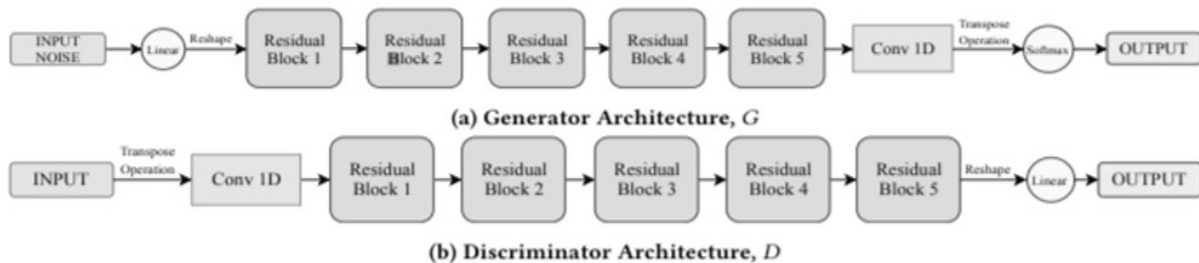 INPUT
NOISE
Linear
Reshape
Residual
Block 1
Residual
Block 2
Residual
Block 3
Residual
Block 4
Residual
Block 5
Conv 1D
Transpose
Operation
Softmax
OUTPUT
(a) Generator Architecture, G
INPUT
Transpose
Operation
Conv 1D
Residual
Block 1
Residual
Block 2
Residual
Block 3
Residual
Block 4
Residual
Block 5
Reshape
Linear
OUTPUT
(b) Discriminator Architecture, D